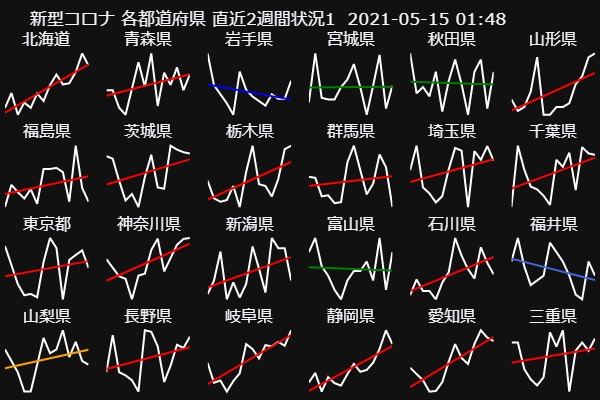 新型コロナ 各都道府県 直近2週間状況1 2021-05-15 01:48
北海道 青森県 岩手県 宮城県 秋田県 山形県
福島県 茨城県 栃木県 群馬県 埼玉県 千葉県
東京都 神奈川県 新潟県 富山県 石川県 福井県
山梨県 長野県 岐阜県 静岡県 愛知県 三重県